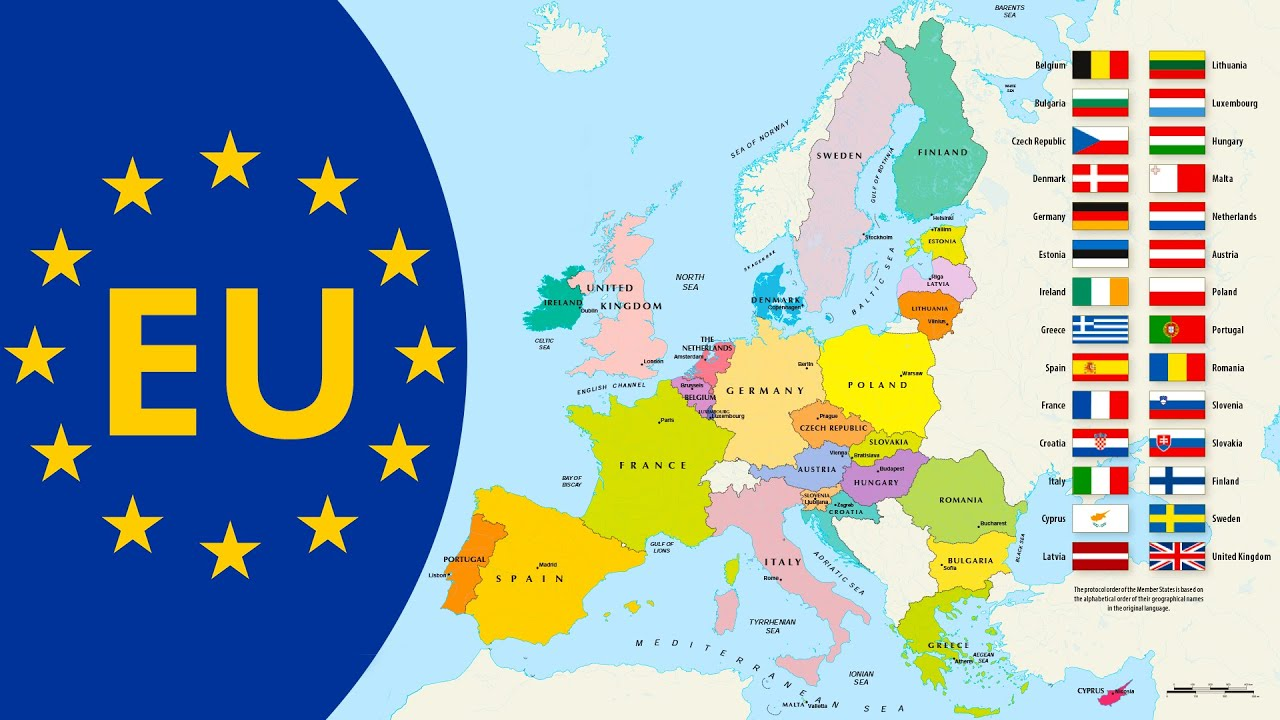 EU
BARENTS
SEA
WHITE
SEA
SEA OF NORWAY
SWEDEN
FINLAND
GULF OF BOTHNIA
Helsinki
Tallinn
Stockholm
ESTONIA
SKAGERRAK
BALTIC SEA
Riga
LATVIA
NORTH
SEA
UNITED
KINGDOM
IRELAND
Dublin
DENMARK
Copenhagen
LITHUANIA
Vilnius
CELTIC
SEA
London
THE
NETHERLANDS
Amsterdam
Berlin
Warsaw
ENGLISH CHANNEL
Brussels
BELGIUM
GERMANY
POLAND
LUXEMBOURG
Luxembourg
Paris
Prague
CZECH REPUBLIC
SLOVAKIA
Vienna
Bratislava
FRANCE
AUSTRIA
Budapest
HUNGARY
BAY OF
BISCAY
SLOVENIA
Ljubljana
Zagreb
CROATIA
ROMANIA
Bucharest
GULF OF
LIONS
ADRIATIC SEA
BLACK SEA
PORTUGAL
Lisbon
Madrid
SPAIN
ITALY
Rome
BULGARIA
Sofia
TYRRHENIAN
SEA
GREECE
Athens
AEGEAN
SEA
MEDITERRANEAN SEA
IONIAN
SEA
MALTA
Valletta
CYPRUS
Nicosia
Belgium
Lithuania
Bulgaria
Luxembourg
Czech Republic
Hungary
Denmark
Malta
Germany
Netherlands
Estonia
Austria
Ireland
Poland
Greece
Portugal
Spain
Romania
France
Slovenia
Croatia
Slovakia
Italy
Finland
Cyprus
Sweden
Latvia
United Kingdom
The protocol order of the Member States is based on
the alphabetical order of their geographical names
in the original language.